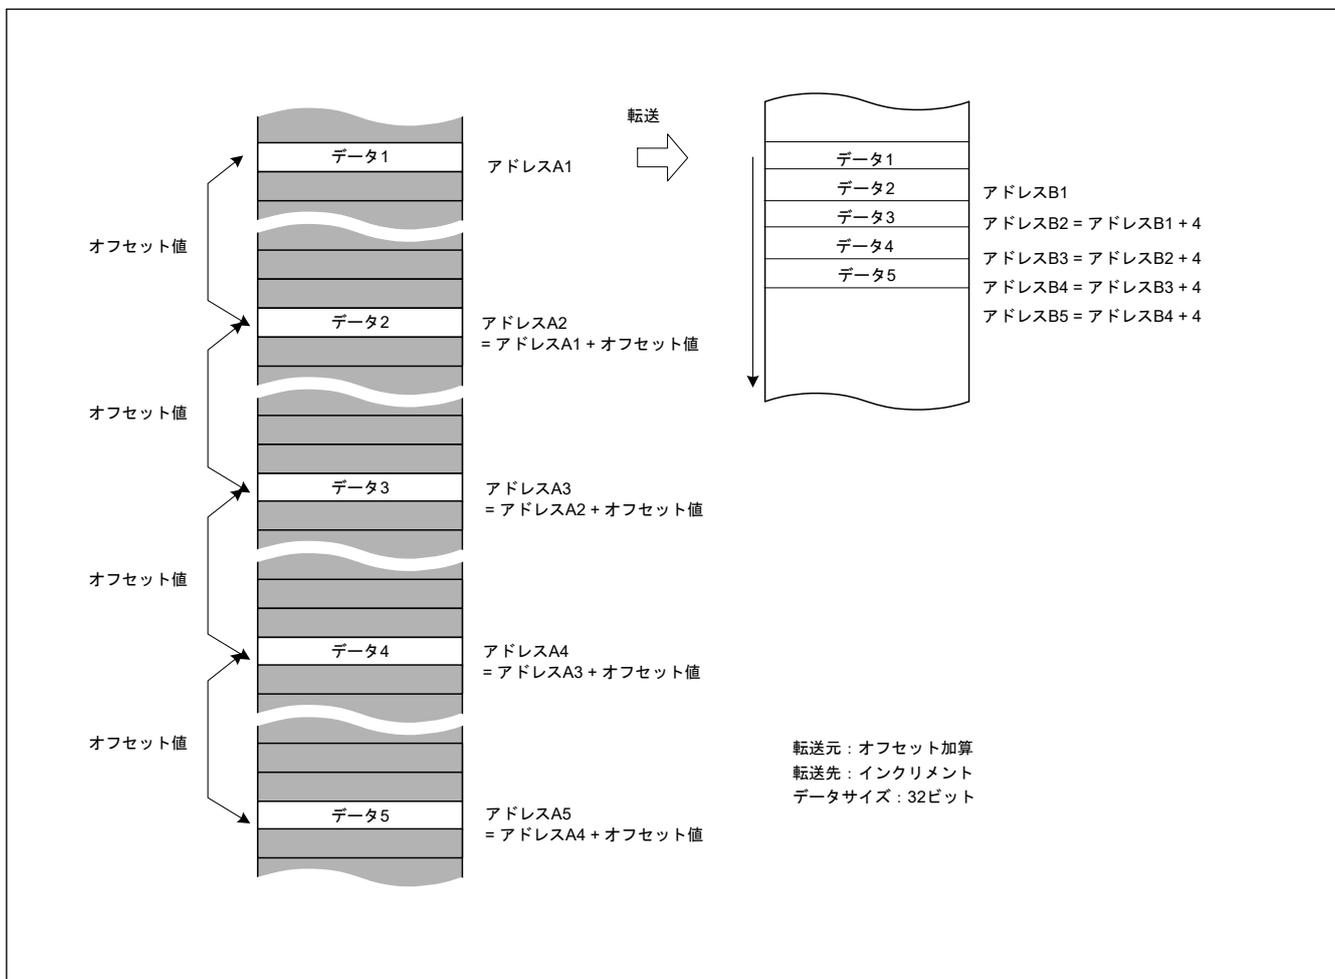 転送
データ1
アドレスA1
オフセット値
データ2
アドレスA2
= アドレスA1 + オフセット値
オフセット値
データ3
アドレスA3
= アドレスA2 + オフセット値
オフセット値
データ4
アドレスA4
= アドレスA3 + オフセット値
オフセット値
データ5
アドレスA5
= アドレスA4 + オフセット値
データ1
データ2
データ3
データ4
データ5
アドレスB1
アドレスB2 = アドレスB1 + 4
アドレスB3 = アドレスB2 + 4
アドレスB4 = アドレスB3 + 4
アドレスB5 = アドレスB4 + 4
転送元：オフセット加算
転送先：インクリメント
データサイズ：32ビット